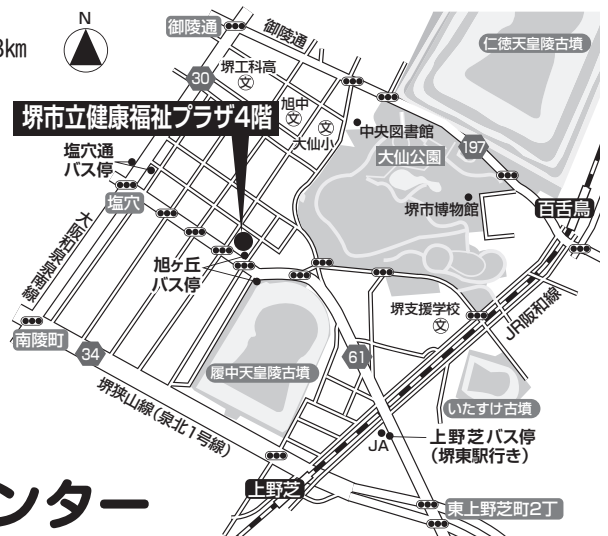 3km
N
御陵通
御陵通
仁徳天皇陵古墳
30
堺工科高
文
旭中
文
文
大仙小
中央図書館
大仙公園
197
堺市立健康福祉プラザ4階
塩穴通
バス停
塩穴
堺市博物館
百舌鳥
大阪和泉泉南線
旭ヶ丘
バス停
堺支援学校
文
JR阪和線
南陵町
34
履中天皇陵古墳
61
いたすけ古墳
堺狭山線(泉北1号線)
JA
上野芝バス停
(堺東駅行き)
上野芝
東上野芝町2丁
ンター